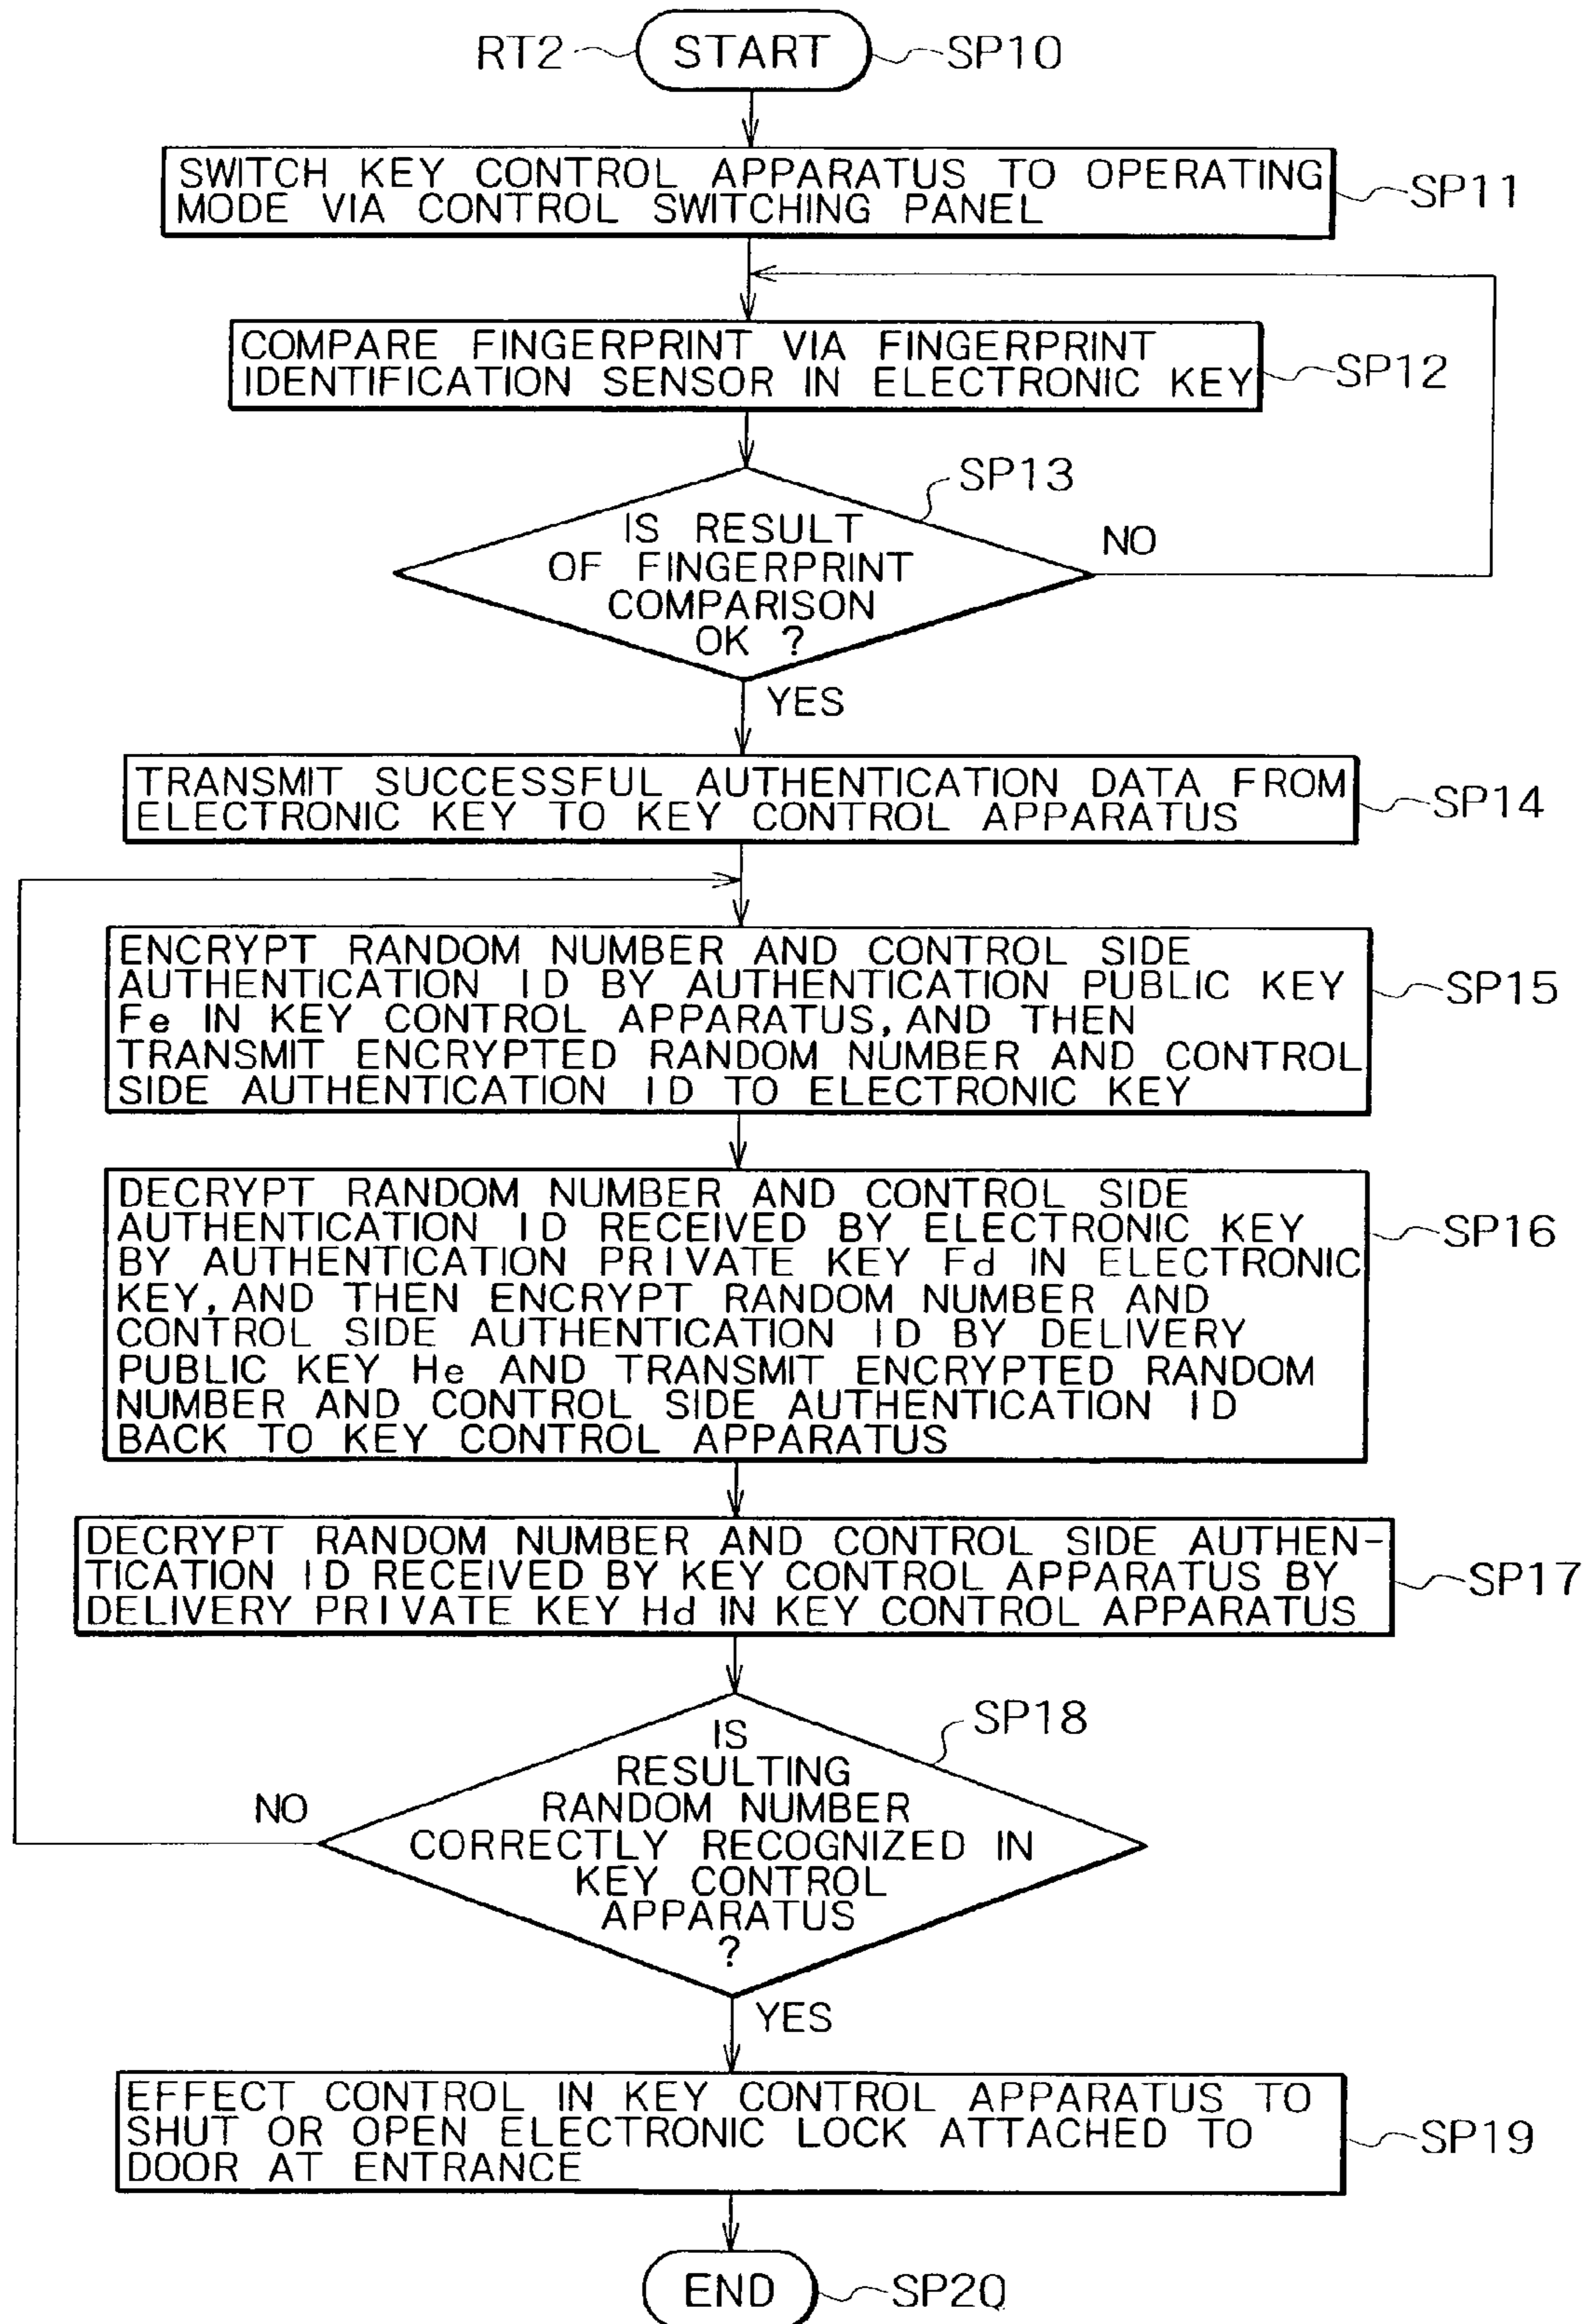 RT2 START SP10
SWITCH KEY CONTROL APPARATUS TO OPERATING
MODE VIA CONTROL SWITCHING PANEL
SP11
COMPARE FINGERPRINT VIA FINGERPRINT
IDENTIFICATION SENSOR IN ELECTRONIC KEY
SP12
SP13
IS RESULT
OF FINGERPRINT
COMPARISON
OK ?
NO
YES
TRANSMIT SUCCESSFUL AUTHENTICATION DATA FROM
ELECTRONIC KEY TO KEY CONTROL APPARATUS
SP14
ENCRYPT RANDOM NUMBER AND CONTROL SIDE
AUTHENTICATION ID BY AUTHENTICATION PUBLIC KEY
Fe IN KEY CONTROL APPARATUS, AND THEN
TRANSMIT ENCRYPTED RANDOM NUMBER AND CONTROL
SIDE AUTHENTICATION ID TO ELECTRONIC KEY
SP15
DECRYPT RANDOM NUMBER AND CONTROL SIDE
AUTHENTICATION ID RECEIVED BY ELECTRONIC KEY
BY AUTHENTICATION PRIVATE KEY Fd IN ELECTRONIC
KEY, AND THEN ENCRYPT RANDOM NUMBER AND
CONTROL SIDE AUTHENTICATION ID BY DELIVERY
PUBLIC KEY He AND TRANSMIT ENCRYPTED RANDOM
NUMBER AND CONTROL SIDE AUTHENTICATION ID
BACK TO KEY CONTROL APPARATUS
SP16
DECRYPT RANDOM NUMBER AND CONTROL SIDE AUTHEN-
TICATION ID RECEIVED BY KEY CONTROL APPARATUS BY
DELIVERY PRIVATE KEY Hd IN KEY CONTROL APPARATUS
SP17
SP18
IS
RESULTING
RANDOM NUMBER
CORRECTLY RECOGNIZED IN
KEY CONTROL
APPARATUS
?
NO
YES
EFFECT CONTROL IN KEY CONTROL APPARATUS TO
SHUT OR OPEN ELECTRONIC LOCK ATTACHED TO
DOOR AT ENTRANCE
SP19
END SP20